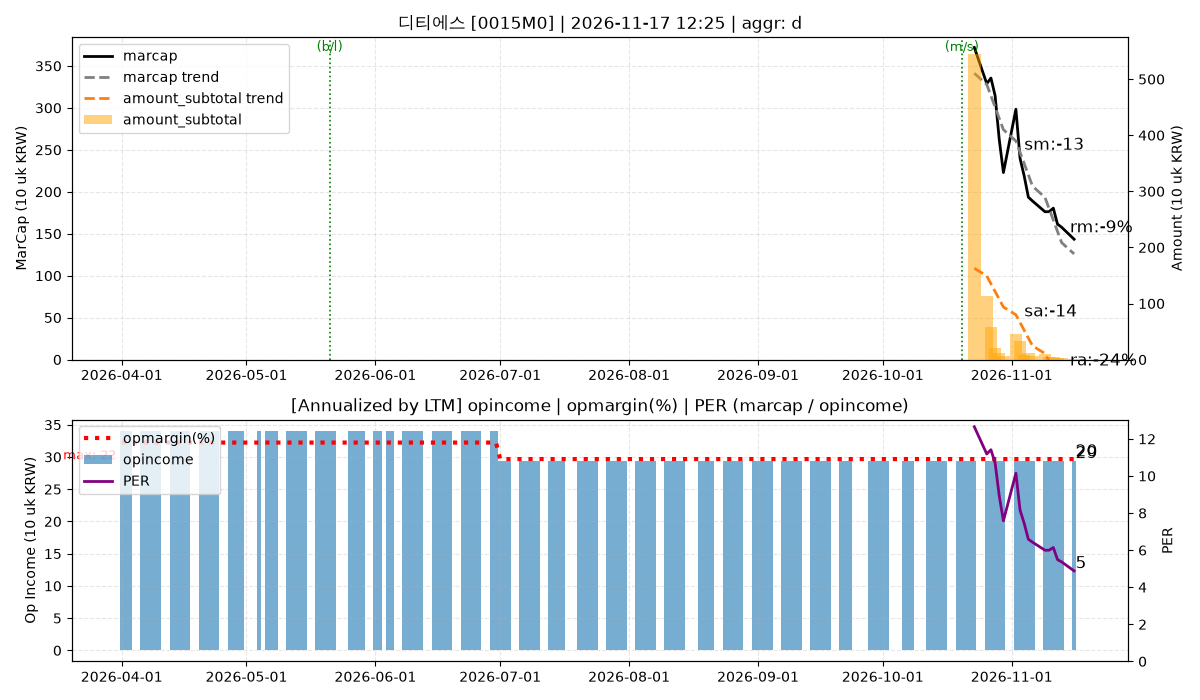 디티에스 [0015M0] | 2026-11-17 12:25 | aggr: d
(b/l)
(m/s)
marcap
marcap trend
amount_subtotal trend
amount_subtotal
MarCap (10 uk KRW)
350
300
250
200
150
100
50
0
Amount (10 uk KRW)
500
400
300
200
100
0
sm:-13
rm:-9%
sa:-14
ra:-24%
2026-04-01
2026-05-01
2026-06-01
2026-07-01
2026-08-01
2026-09-01
2026-10-01
2026-11-01
[Annualized by LTM] opincome | opmargin(%) | PER (marcap / opincome)
opmargin(%)
opincome
PER
Op Income (10 uk KRW)
35
30
25
20
15
10
5
0
PER
12
10
8
6
4
2
0
29
5
2026-04-01
2026-05-01
2026-06-01
2026-07-01
2026-08-01
2026-09-01
2026-10-01
2026-11-01